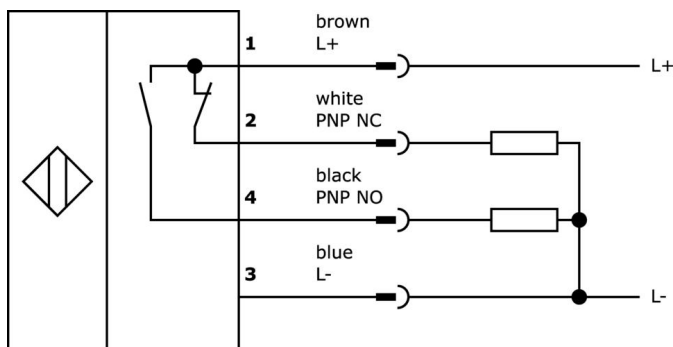 brown
1 L+
L+
white
2 PNP NC
black
4 PNP NO
blue
3 L-
L-